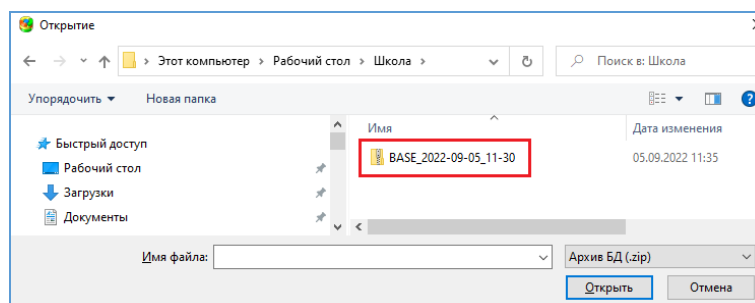 Открытие
Этот компьютер > Рабочий стол > Школа >
Поиск в: Школа
Упорядочить Новая папка
Имя Дата изменения
Быстрый доступ
BASE_2022-09-05_11-30 05.09.2022 11:35
Рабочий стол
Загрузки
Документы
Имя файла: Архив БД (.zip)
Открыть Отмена